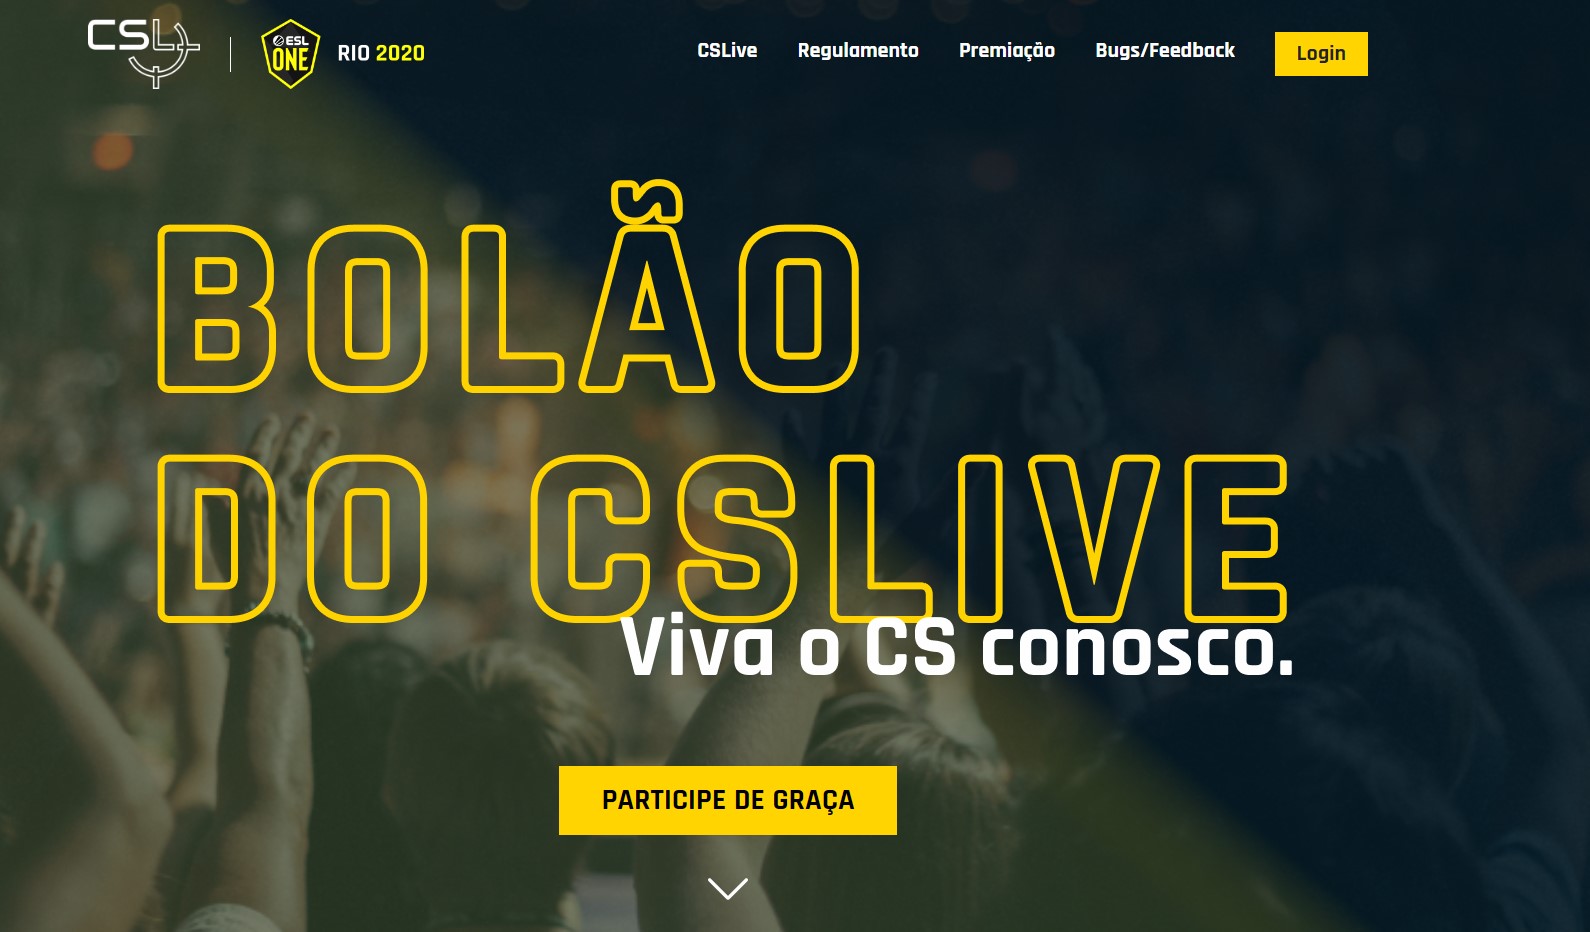 CSL
ESL
ONE
RIO 2020
CSLive Regulamento Premiação Bugs/Feedback Login
BOLÃO
DO CSLIVE
Viva o CS conosco.
PARTICIPE DE GRAÇA